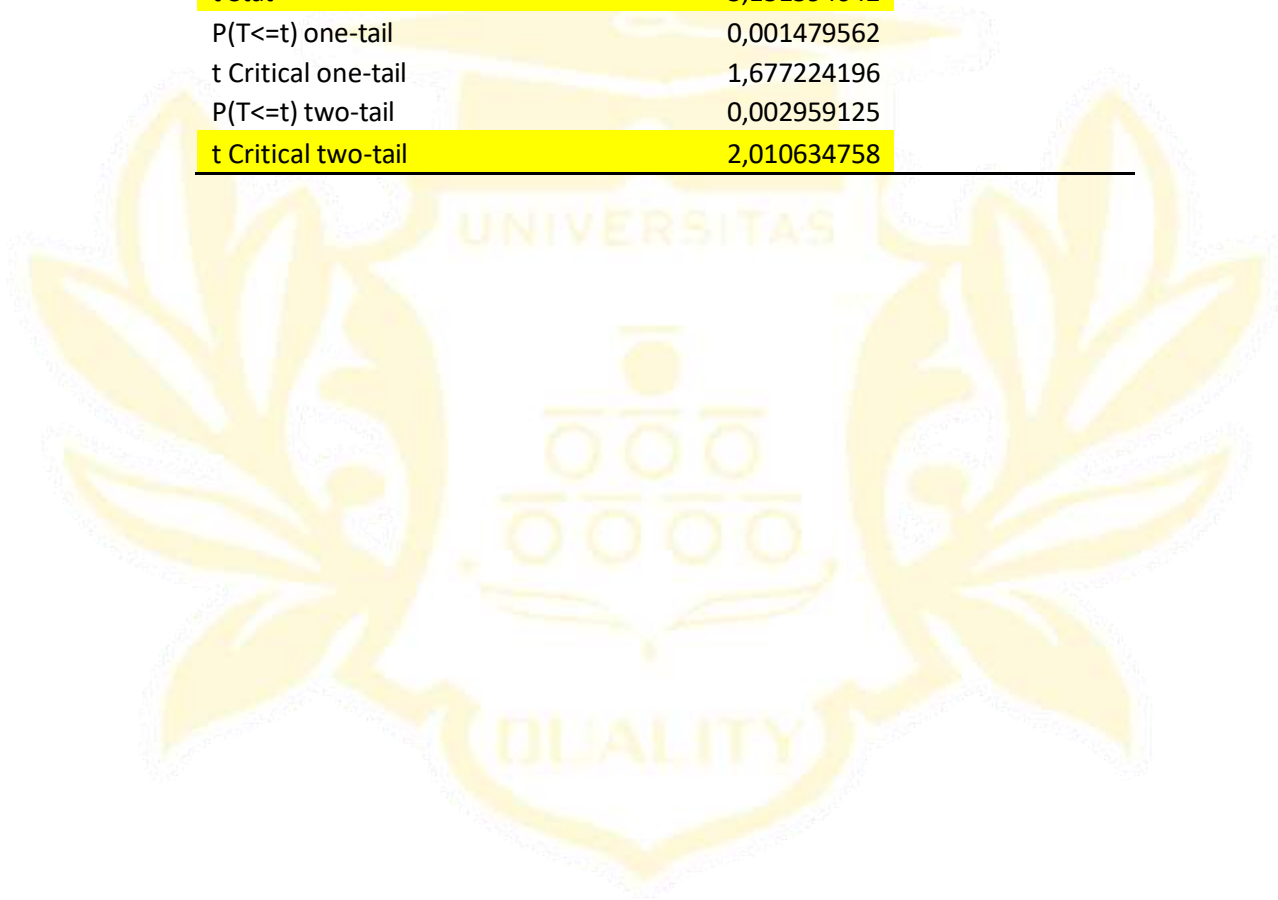 P(T<=t) one-tail 0,001479562
t Critical one-tail 1,677224196
P(T<=t) two-tail 0,002959125
t Critical two-tail 2,010634758
UNIVERSITAS
QUALITY